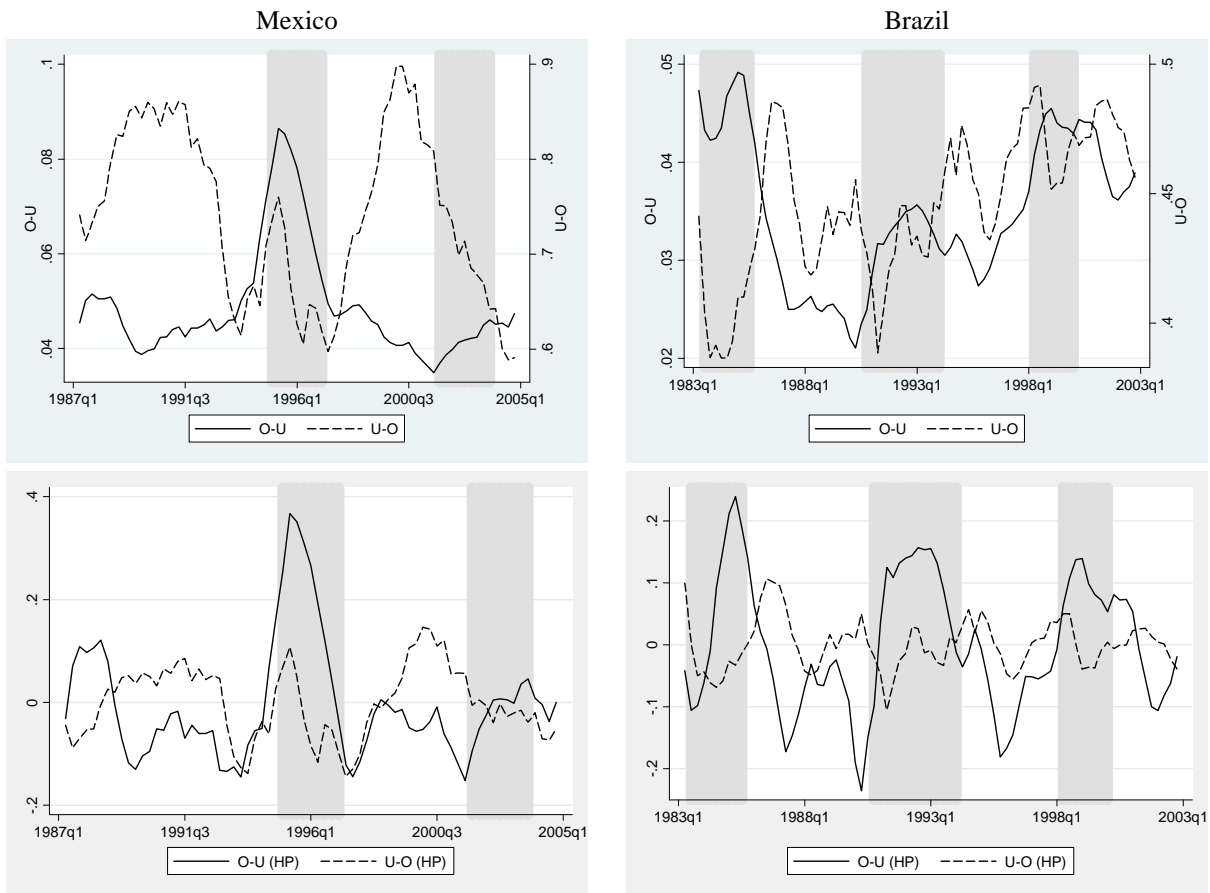 Mexico
Brazil
.1
.08
.06
.04
O-U
.9
.8
.7
.6
U-O
1987q1
1991q3
1996q1
2000q3
2005q1
O-U
U-O
.05
.04
.03
.02
O-U
.5
.45
.4
U-O
1983q1
1988q1
1993q1
1998q1
2003q1
O-U
U-O
.4
.2
0
-.2
1987q1
1991q3
1996q1
2000q3
2005q1
O-U (HP)
U-O (HP)
.2
.1
0
-.1
-.2
1983q1
1988q1
1993q1
1998q1
2003q1
O-U (HP)
U-O (HP)